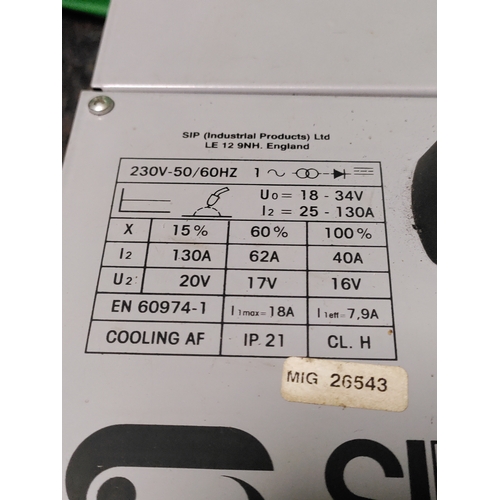 SIP (Industrial Products) Ltd
LE 12 9NH. England
230V-50/60HZ 1
U0 = 18 - 34V
I2 = 25 - 130A
X 15% 60% 100%
I2 130A 62A 40A
U2: 20V 17V 16V
EN 60974-1 I1max=18A I1eff=7,9A
COOLING AF IP 21 CL. H
MIG 26543